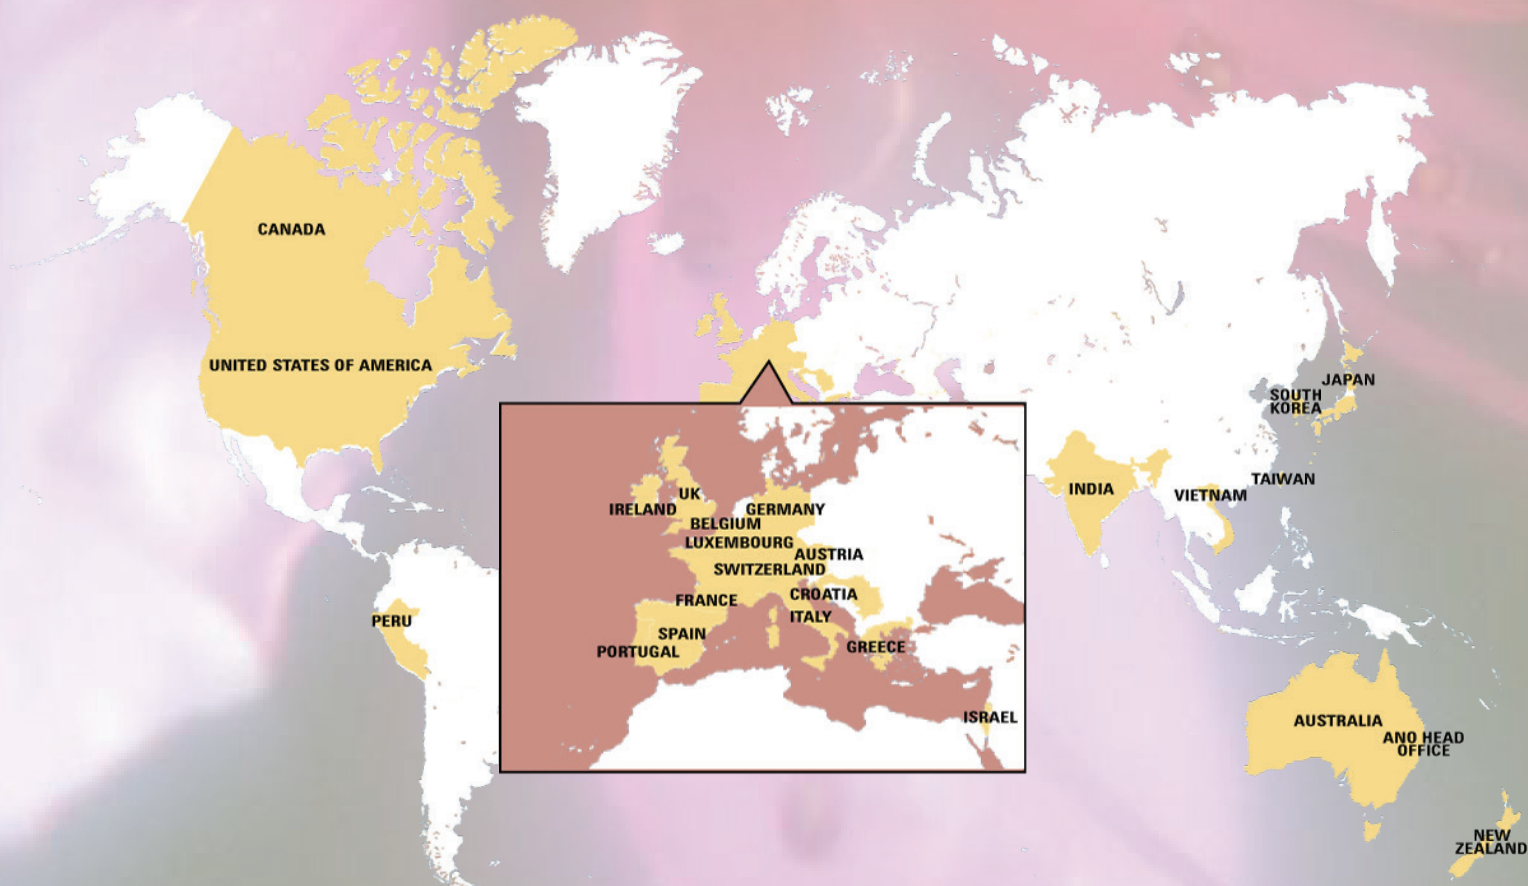 CANADA
UNITED STATES OF AMERICA
PERU
UK
IRELAND
GERMANY
BELGIUM
LUXEMBOURG
AUSTRIA
SWITZERLAND
CROATIA
FRANCE
ITALY
SPAIN
PORTUGAL
GREECE
ISRAEL
JAPAN
SOUTH
KOREA
TAIWAN
INDIA
VIETNAM
AUSTRALIA
ANO HEAD
OFFICE
NEW
ZEALAND